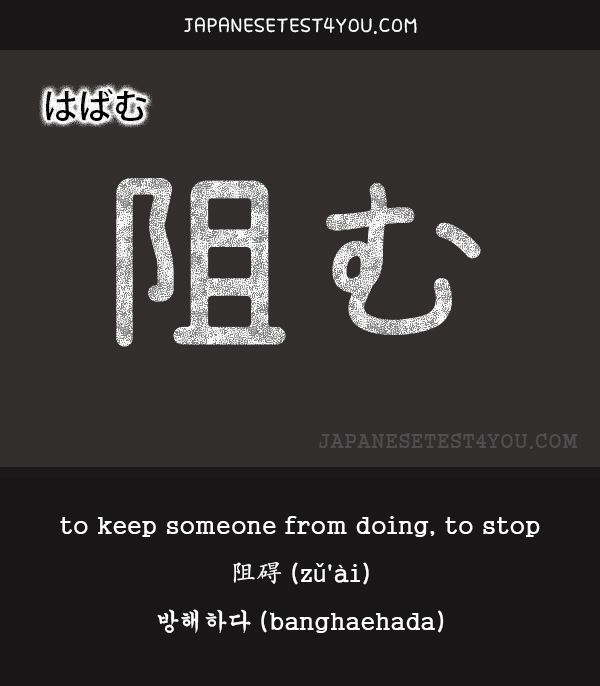 JAPANESETEST4YOU.COM
はばむ
阻む
JAPANESETEST4YOU.COM
to keep someone from doing, to stop
阻碍 (zǔ'ài)
방해하다 (banghaehada)